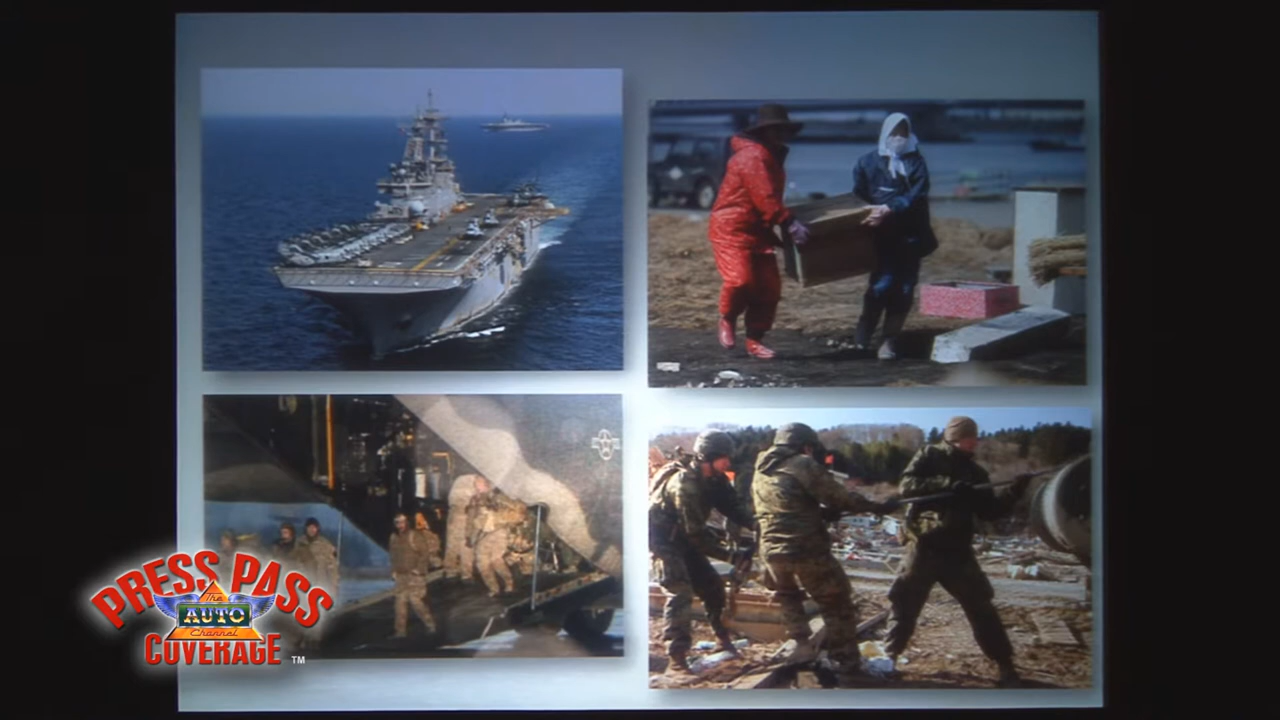 PRESS PASS
The
AUTO
Channel
COVERAGE ™